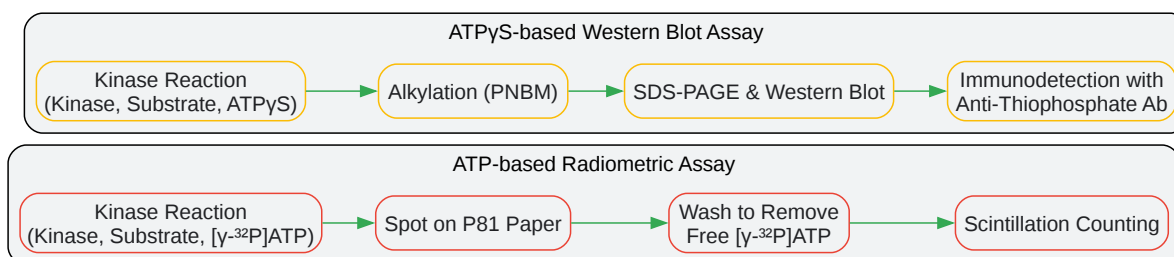 ATPγS-based Western Blot Assay
Kinase Reaction
(Kinase, Substrate, ATPγS)
Alkylation (PNBM)
SDS-PAGE & Western Blot
Immunodetection with
Anti-Thiophosphate Ab
ATP-based Radiometric Assay
Kinase Reaction
(Kinase, Substrate, [γ-³²P]ATP)
Spot on P81 Paper
Wash to Remove
Free [γ-³²P]ATP
Scintillation Counting